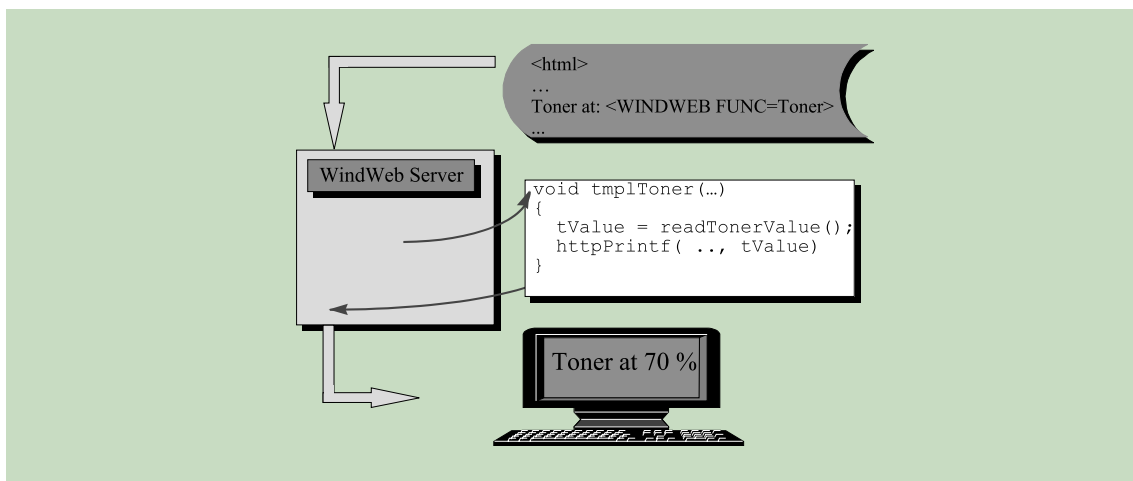 <html>
…
Toner at: <WINDWEB FUNC=Toner>
...
WindWeb Server
void tmplToner(…)
{
  tValue = readTonerValue();
  httpPrintf( .., tValue)
}
Toner at 70 %